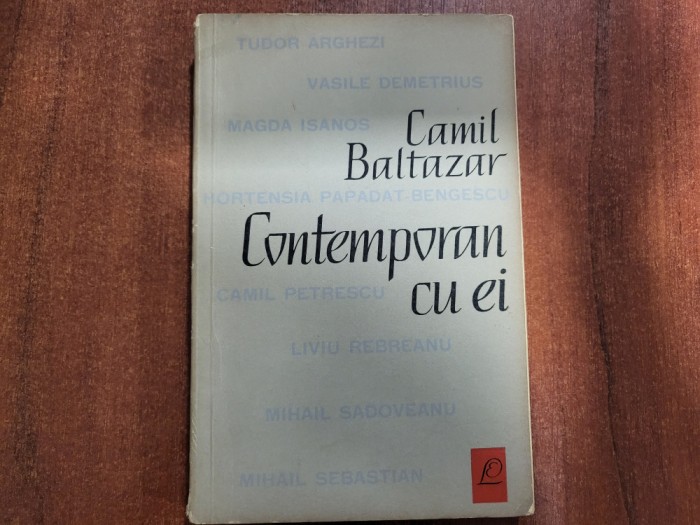 TUDOR ARGHEZI
VASILE DEMETRIUS
MAGDA ISANOS
Camil
Baltazar
HORTENSIA PAPADAT-BENGESCU
Contemporan
cu ei
CAMIL PETRESCU
LIVIU REBREANU
MIHAIL SADOVEANU
MIHAIL SEBASTIAN